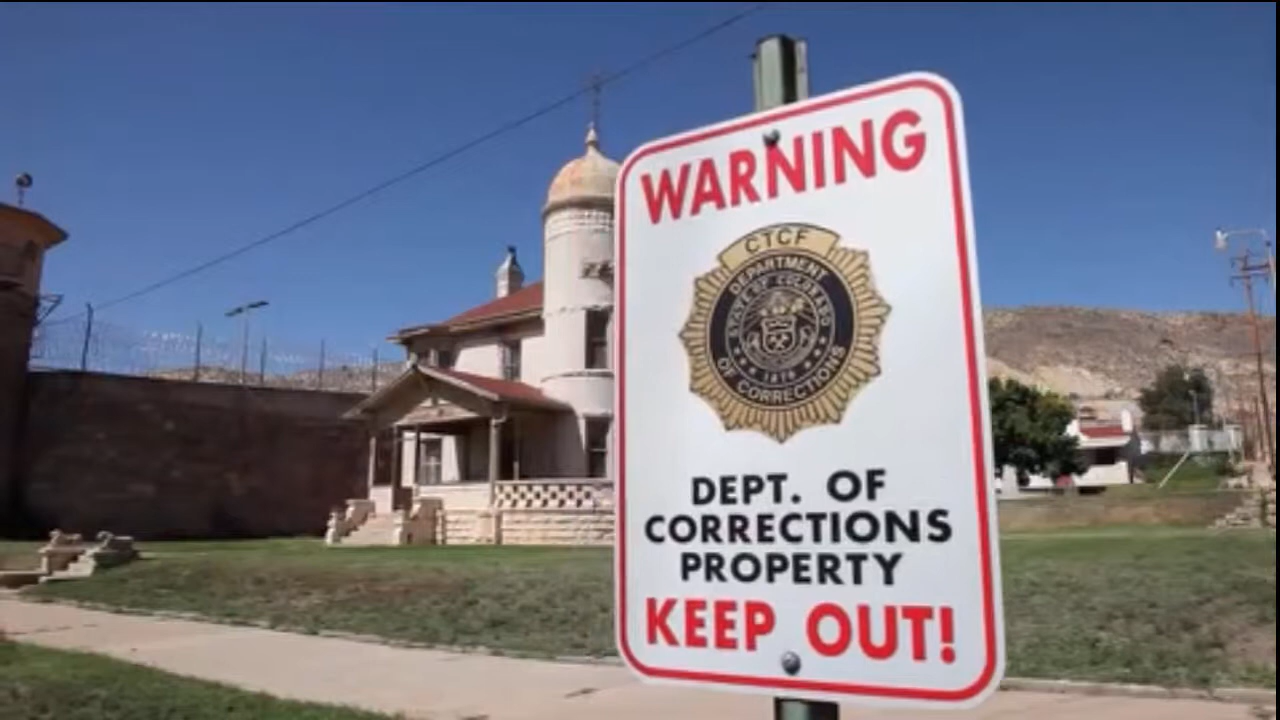 WARNING
CTCF
DEPARTMENT
STATE OF COLORADO
1876
OF CORRECTIONS
DEPT. OF
CORRECTIONS
PROPERTY
KEEP OUT!